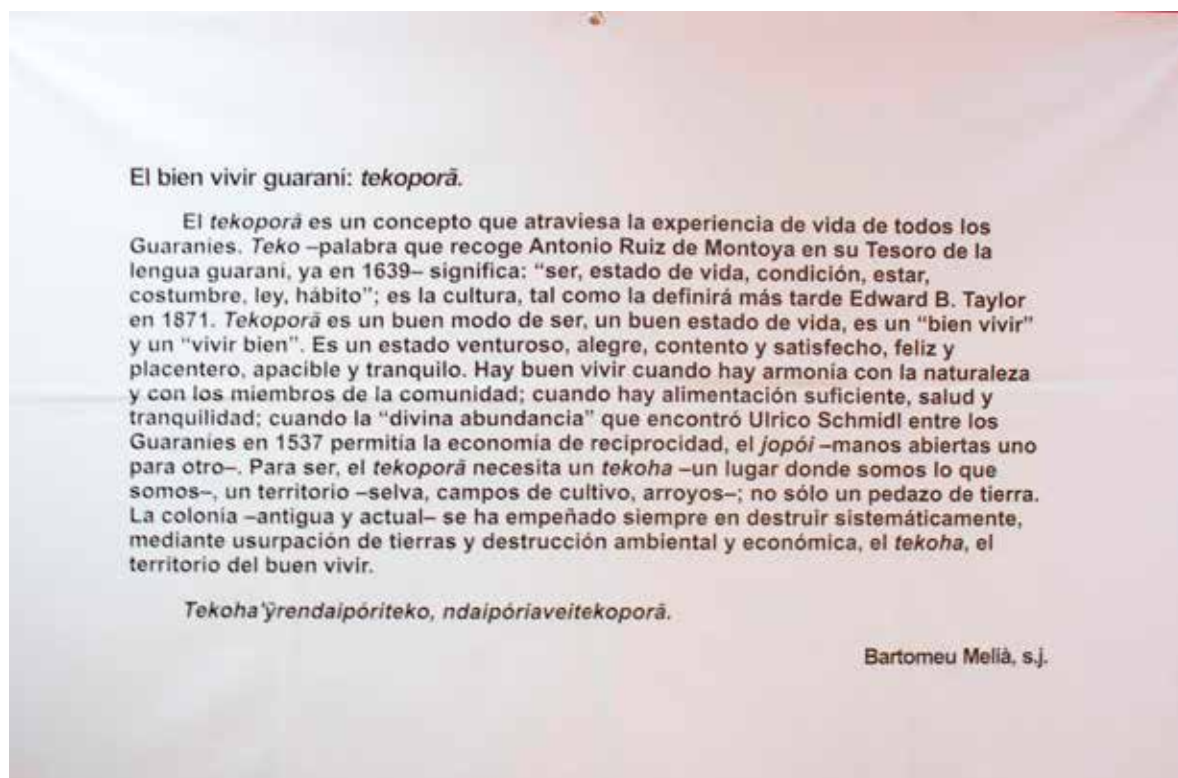 El bien vivir guaraní: tekoporã.
El tekoporã es un concepto que atraviesa la experiencia de vida de todos los
Guaraníes. Teko –palabra que recoge Antonio Ruiz de Montoya en su Tesoro de la
lengua guaraní, ya en 1639– significa: “ser, estado de vida, condición, estar,
costumbre, ley, hábito”; es la cultura, tal como la definirá más tarde Edward B. Taylor
en 1871. Tekoporã es un buen modo de ser, un buen estado de vida, es un “bien vivir”
y un “vivir bien”. Es un estado venturoso, alegre, contento y satisfecho, feliz y
placentero, apacible y tranquilo. Hay buen vivir cuando hay armonía con la naturaleza
y con los miembros de la comunidad; cuando hay alimentación suficiente, salud y
tranquilidad; cuando la “divina abundancia” que encontró Ulrico Schmidl entre los
Guaraníes en 1537 permitía la economía de reciprocidad, el jopói –manos abiertas uno
para otro–. Para ser, el tekoporã necesita un tekoha –un lugar donde somos lo que
somos–, un territorio –selva, campos de cultivo, arroyos–; no sólo un pedazo de tierra.
La colonia –antigua y actual– se ha empeñado siempre en destruir sistemáticamente,
mediante usurpación de tierras y destrucción ambiental y económica, el tekoha, el
territorio del buen vivir.
Tekoha'ỹrendaipóriteko, ndaipóriaveitekoporã.
Bartomeu Melià, s.j.